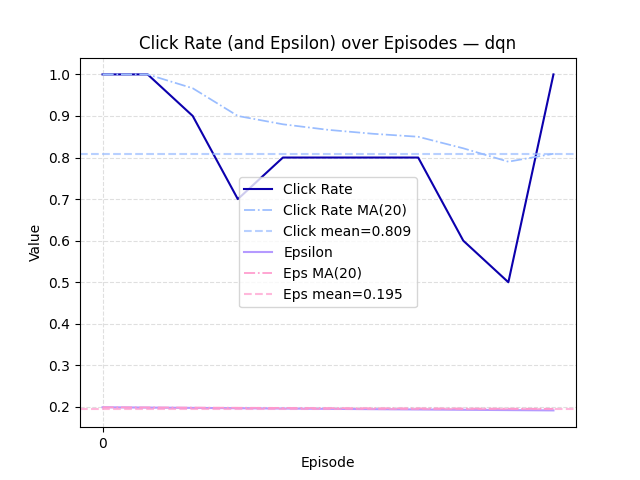 Click Rate (and Epsilon) over Episodes — dqn
1.0
0.9
0.8
0.7
0.6
0.5
0.4
0.3
0.2
Value
Click Rate
Click Rate MA(20)
Click mean=0.809
Epsilon
Eps MA(20)
Eps mean=0.195
0
Episode